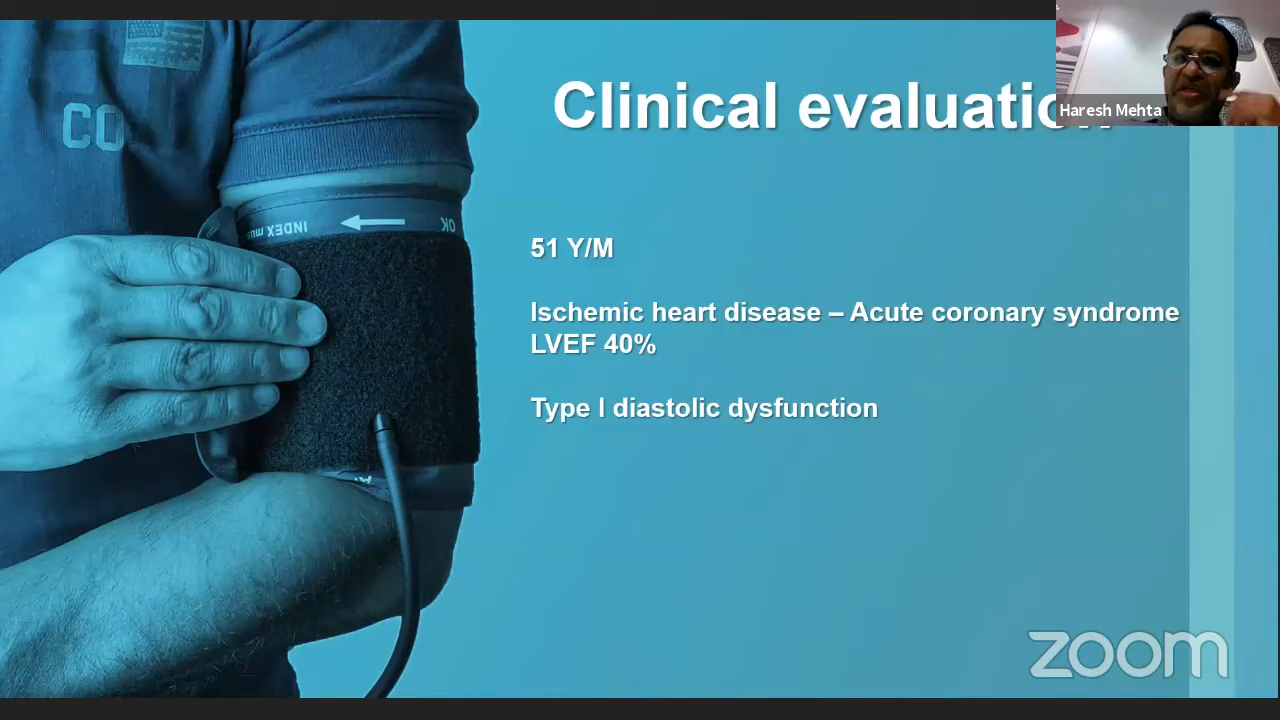 Clinical evaluation
Haresh Mehta
CO
INDEX
OK
51 Y/M
Ischemic heart disease – Acute coronary syndrome
LVEF 40%
Type I diastolic dysfunction
zoom